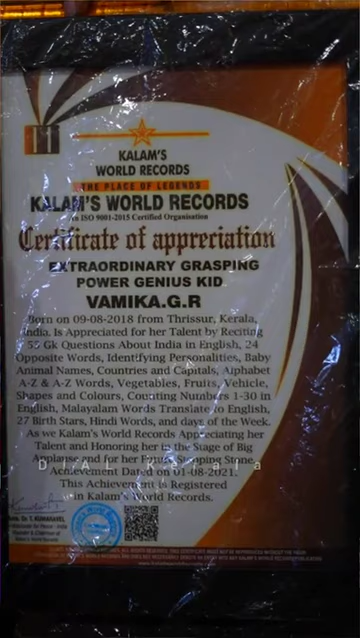 KALAM'S
WORLD RECORDS
THE PLACE OF LEGENDS
KALAM'S WORLD RECORDS
An ISO 9001-2015 Certified Organisation
Certificate of appreciation
EXTRAORDINARY GRASPING
POWER GENIUS KID
VAMIKA.G.R
Born on 09-08-2018 from Thrissur, Kerala,
India. Is Appreciated for her Talent by Reciting
55 Gk Questions About India in English, 24
Opposite Words, Identifying Personalities, Baby
Animal Names, Countries and Capitals, Alphabet
A-Z & A-Z Words, Vegetables, Fruits, Vehicle,
Shapes and Colours, Counting Numbers 1-30 in
English, Malayalam Words Translate to English,
27 Birth Stars, Hindi Words, and days of the Week.
As we Kalam's World Records Appreciating her
Talent and Honoring her in the Stage of Big
Applause and for her Future Stepping Stone.
Achievement Dated on 01-08-2021.
This Achievement is Registered
in Kalam's World Records.
T. KUMARAVEL